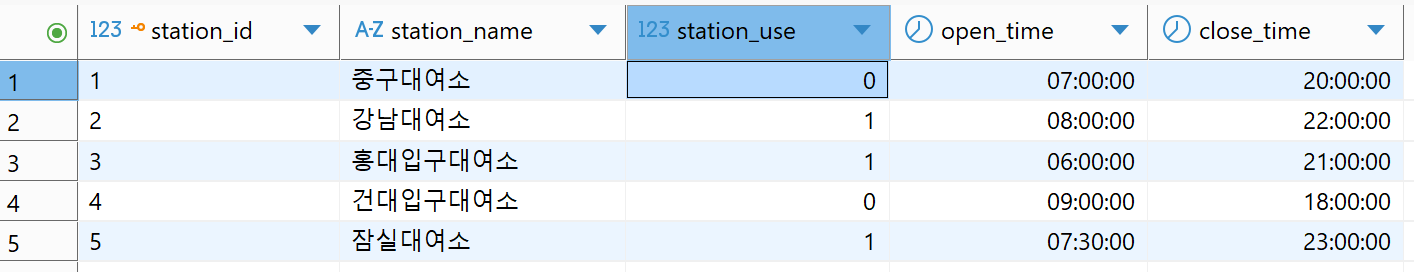 123 station_id A-Z station_name 123 station_use open_time close_time
1 1 중구대여소 0 07:00:00 20:00:00
2 2 강남대여소 1 08:00:00 22:00:00
3 3 홍대입구대여소 1 06:00:00 21:00:00
4 4 건대입구대여소 0 09:00:00 18:00:00
5 5 잠실대여소 1 07:30:00 23:00:00